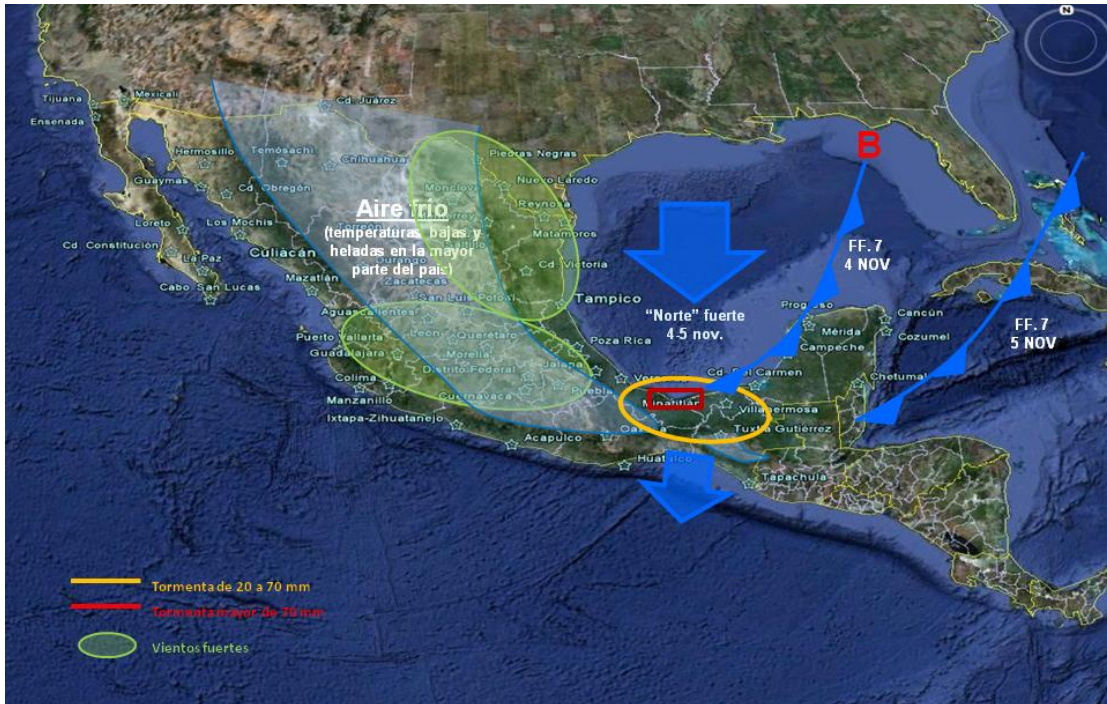 N
Tijuana
Mexicali
Ensenada
Cd. Juárez
Hermosillo
Temósachi
Chihuahua
Piedras Negras
Guaymas
Cd. Obregón
Monclova
Nuevo Laredo
Loreto
Los Mochis
Reynosa
Matamoros
Aire frío
(temperaturas bajas y
heladas en la mayor
parte del país)
Cd. Constitución
La Paz
Culiacán
Durango
Cd. Victoria
Cabo San Lucas
Mazatlán
Zacatecas
San Luis Potosí
Tampico
Aguascalientes
Puerto Vallarta
León
Querétaro
Guadalajara
Morelia
Poza Rica
Distrito Federal
Jalapa
Colima
Cuernavaca
Puebla
Manzanillo
Ixtapa-Zihuatanejo
Acapulco
Oaxaca
Huatulco
Minatitlán
Villahermosa
Tuxtla Gutiérrez
Tapachula
Cd. Del Carmen
Campeche
Progreso
Mérida
Cancún
Cozumel
Chetumal
B
FF. 7
4 NOV
FF. 7
5 NOV
“Norte” fuerte
4-5 nov.
Tormenta de 20 a 70 mm
Tormenta mayor de 70 mm
Vientos fuertes